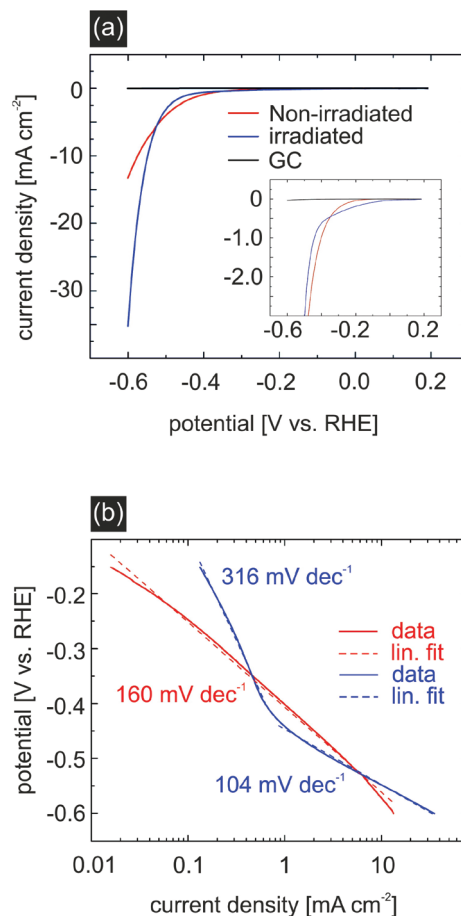 (a)
0
-10
-20
-30
current density [mA cm⁻²]
Non-irradiated
irradiated
GC
0
-1.0
-2.0
-0.6 -0.2 0.2
-0.6 -0.4 -0.2 0.0 0.2
potential [V vs. RHE]
(b)
-0.2
-0.3
-0.4
-0.5
-0.6
potential [V vs. RHE]
316 mV dec⁻¹
160 mV dec⁻¹
104 mV dec⁻¹
data
lin. fit
data
lin. fit
0.01 0.1 1 10
current density [mA cm⁻²]